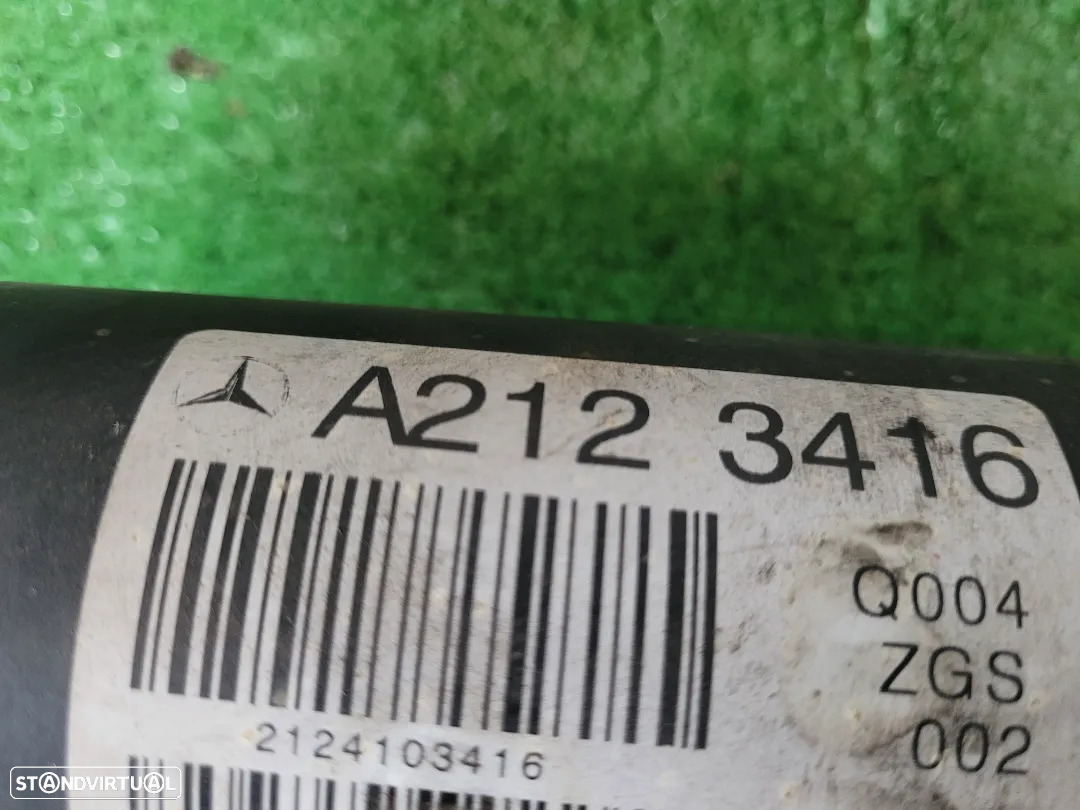 A212 3416
Q004
ZGS
002
2124103416
STANDVIRTUAL